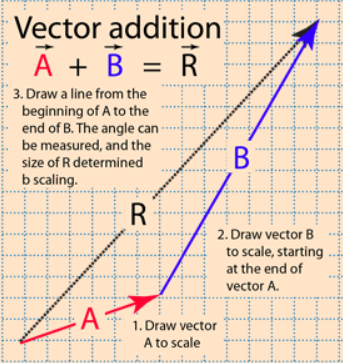 Vector addition
A + B = R
3. Draw a line from the
beginning of A to the
end of B. The angle can
be measured, and the
size of R determined
b scaling.
B
R
2. Draw vector B
to scale, starting
at the end of
vector A.
A
1. Draw vector
A to scale